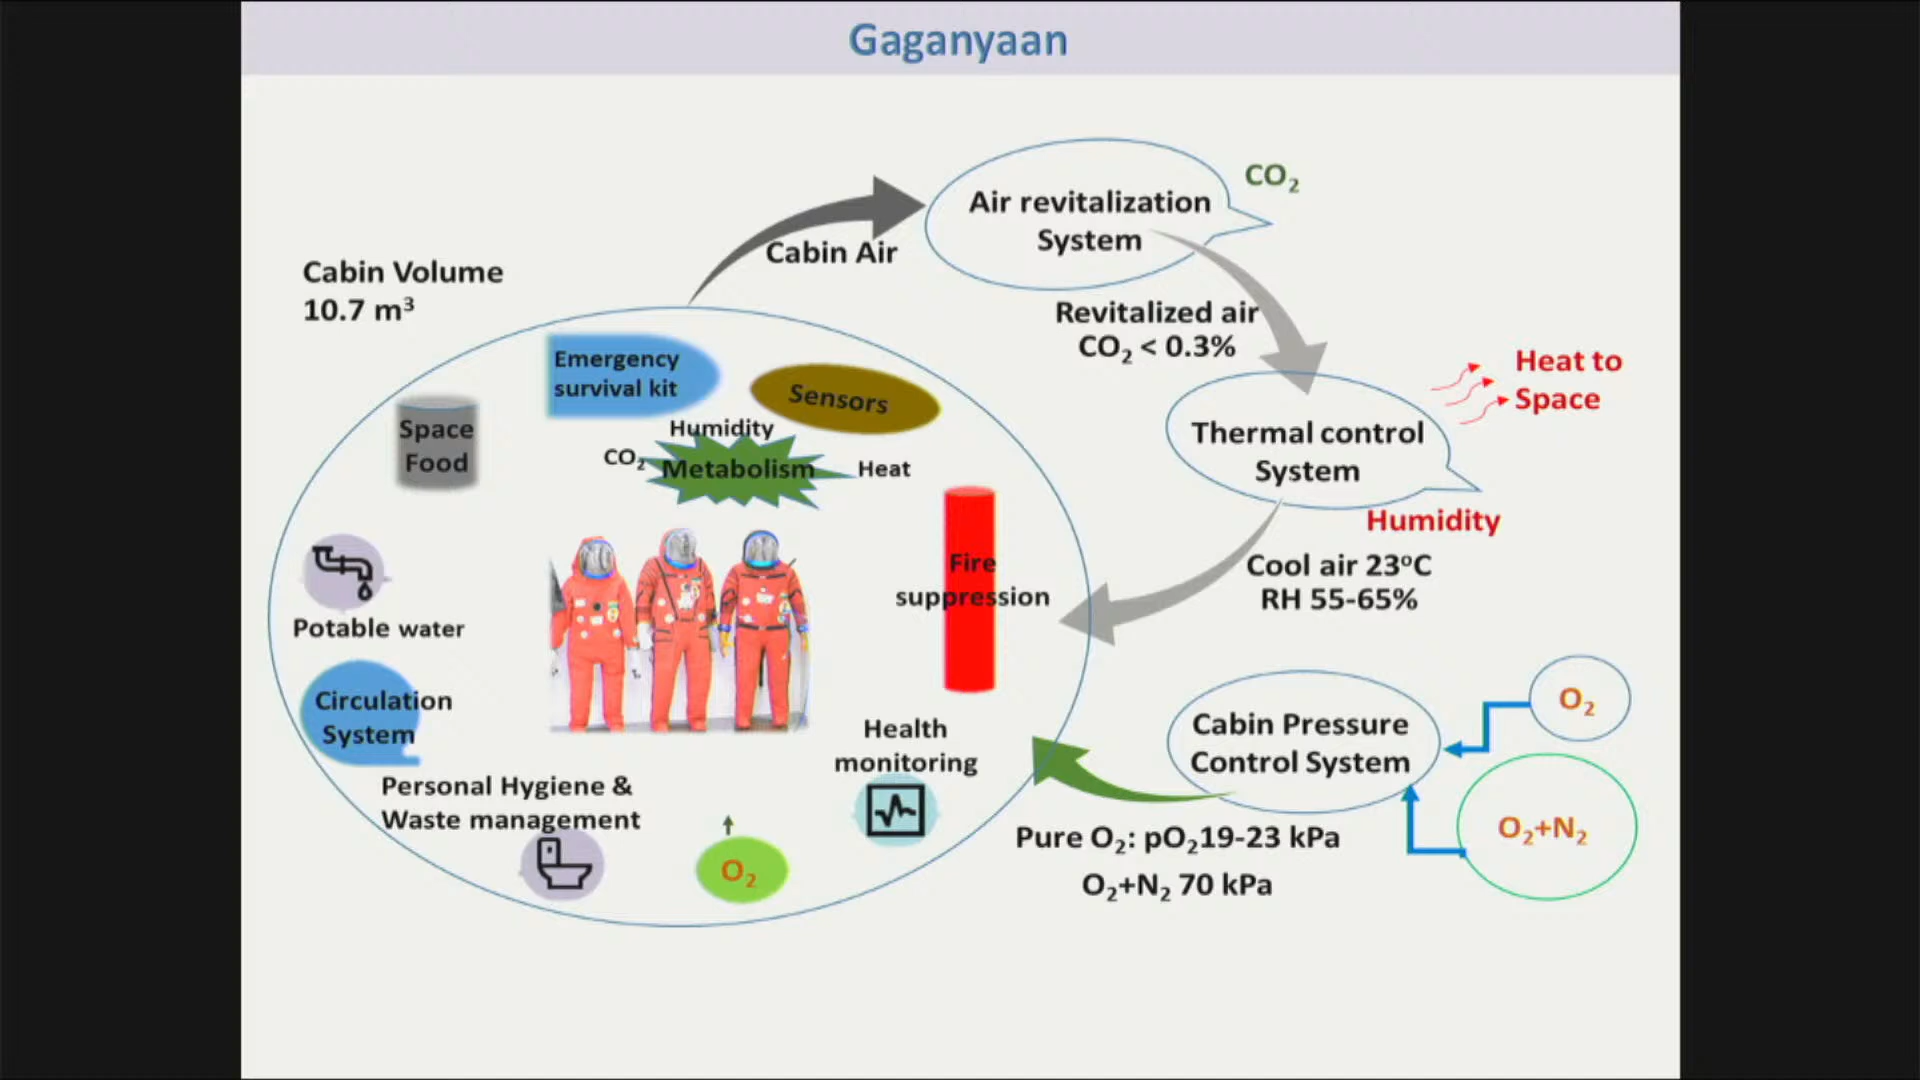 Gaganyaan
CO₂
Air revitalization
System
Cabin Air
Cabin Volume
10.7 m³
Revitalized air
CO₂ < 0.3%
Emergency
survival kit
Sensors
Heat to
Space
Space
Food
Humidity
CO₂
Metabolism
Heat
Thermal control
System
Humidity
Fire
suppression
Cool air 23°C
RH 55-65%
Potable water
Circulation
System
Health
monitoring
Cabin Pressure
Control System
O₂
Personal Hygiene &
Waste management
O₂
O₂+N₂
Pure O₂: pO₂19-23 kPa
O₂+N₂ 70 kPa